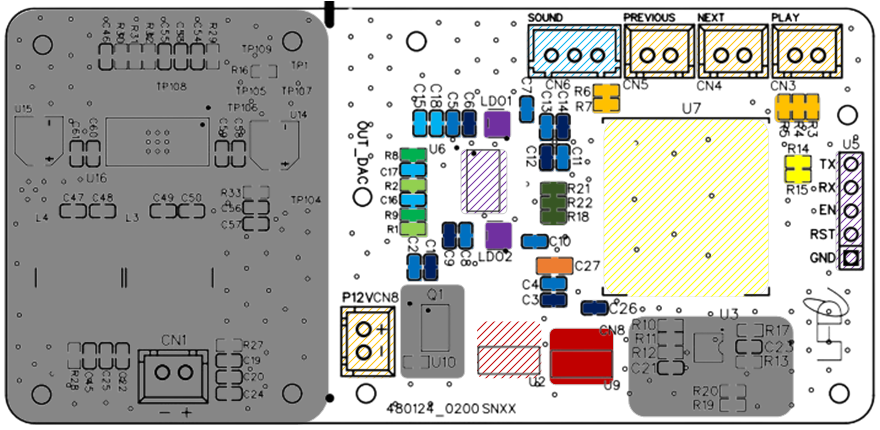 SOUND PREVIOUS NEXT PLAY
C46 R30 R31 R32 C55 C53 C54 R29
TP109
R16 TP1
TP108 TP105 TP107
TP106
CN6 CN5 CN4 CN3
C7 R6
R7
LDO1
C15 C18 C5 C6
C13 C14
U7
R5 R4 R3
U15 U14
C61 C60 C59 C58
U16
OUT_DAC
U6
R8
C17
R2
C16
R9
R1
C12 C11
R14
R15
U5
TX
RX
EN
RST
GND
R33
C56
C57
TP104
L4 C47 C48 L3 C49 C50
R21
R22
R18
C9 C8 LDO2
C10
C2 C1
C27
C4
C3
C26
P12V CN8 Q1
U10
CN8
U2 U9
U3
R10
R11
R12
C21
R17
C23
R13
R20
R19
LED
CN1
R27
C19
C20
C24
R28 C45 C25 C22
- +
+
-
480124_0200 SNXX